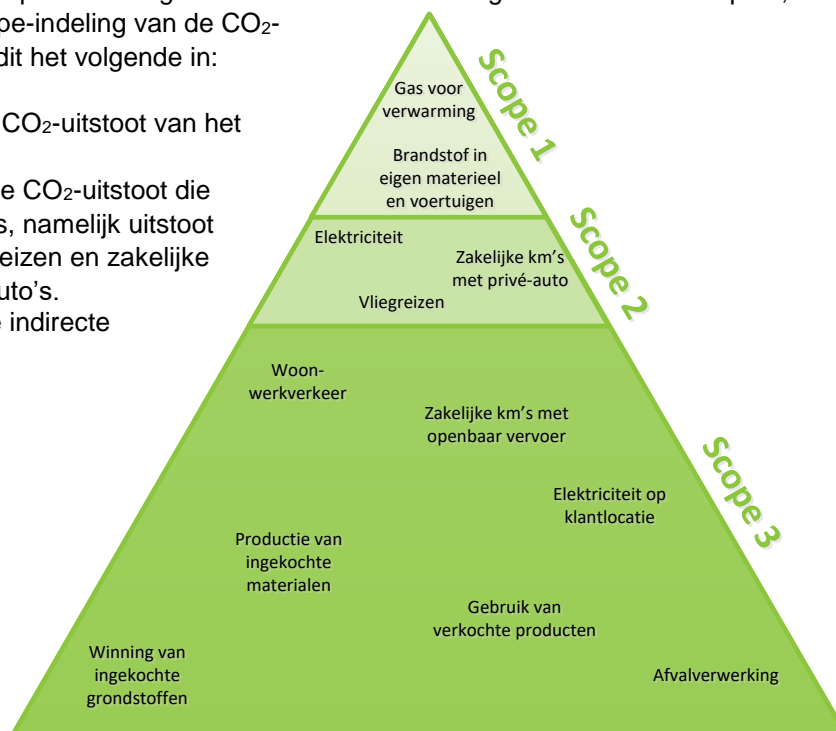 pe-indeling van de CO₂-
dit het volgende in:
CO₂-uitstoot van het
e CO₂-uitstoot die
s, namelijk uitstoot
eizen en zakelijke
uto's.
e indirecte
Gas voor
verwarming
Brandstof in
eigen materieel
en voertuigen
Scope 1
Elektriciteit
Zakelijke km's
met privé-auto
Vliegreizen
Scope 2
Woon-
werkverkeer
Zakelijke km's met
openbaar vervoer
Elektriciteit op
klantlocatie
Productie van
ingekochte
materialen
Gebruik van
verkochte producten
Winning van
ingekochte
grondstoffen
Afvalverwerking
Scope 3